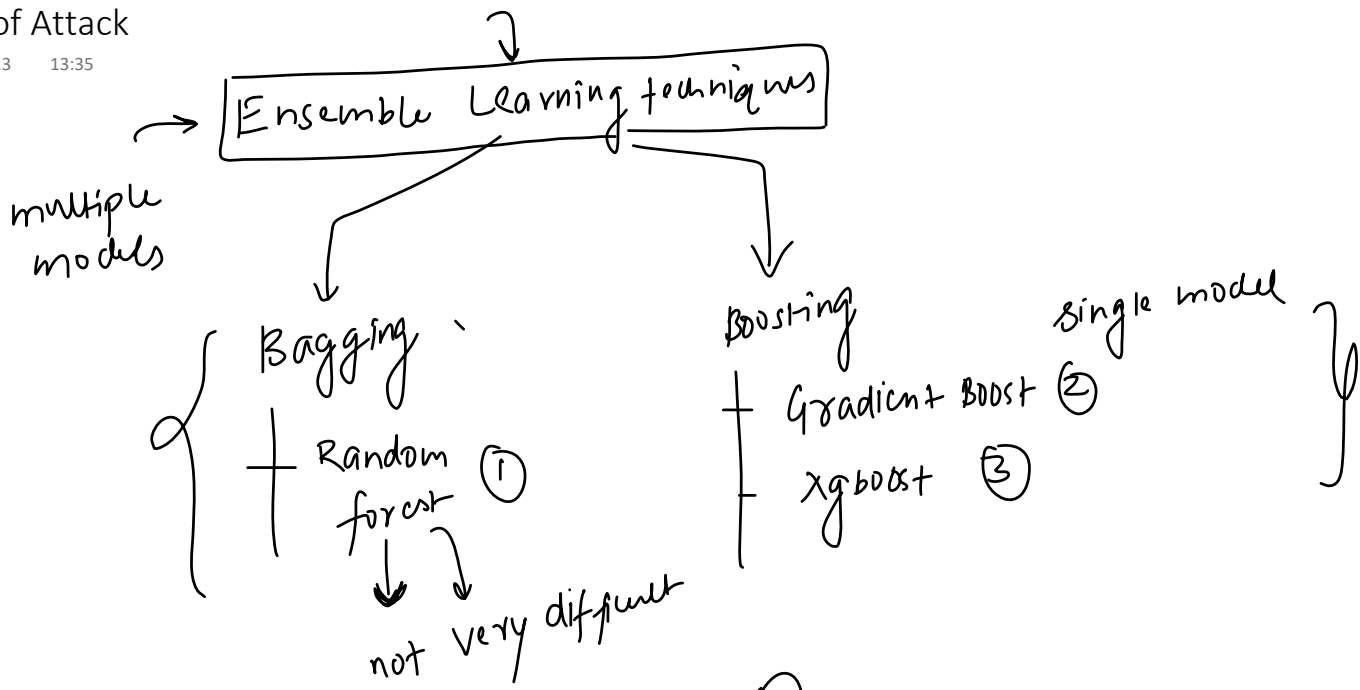 of Attack
3 13:35
Ensemble Learning techniques
multiple
models
Bagging
Boosting
single model
Gradient Boost 2
Random 1
forest
Xgboost 3
not very difficult